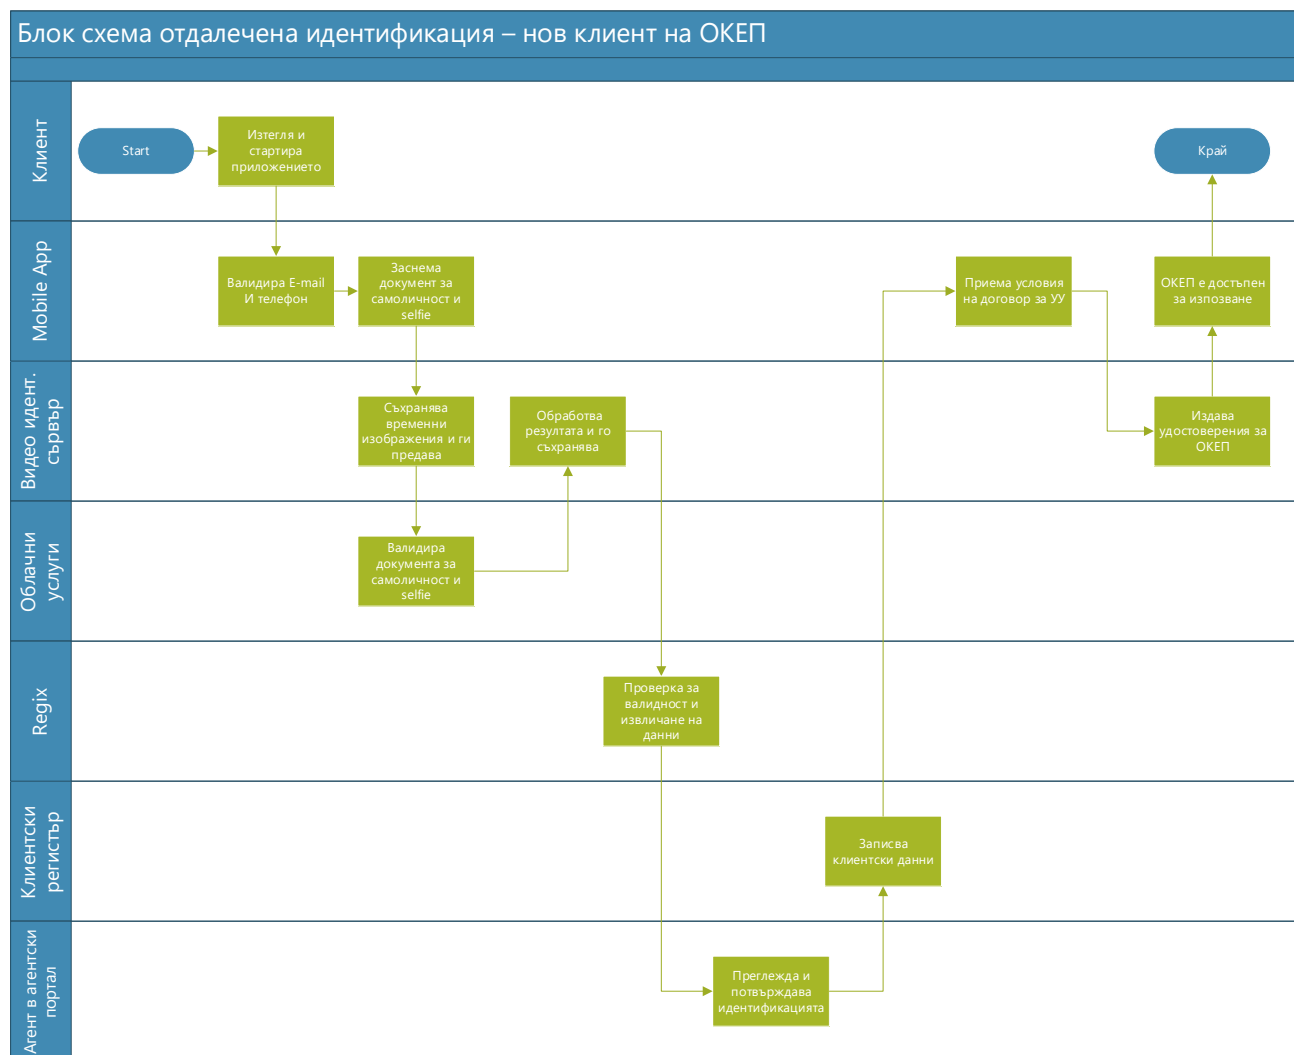 Блок схема отдалечена идентификация – нов клиент на ОКЕП
Клиент
Start
Изтегля и
стартира
приложението
Край
Mobile App
Валидира E-mail
И телефон
Заснема
документ за
самоличност и
selfie
Приема условия
на договор за УУ
ОКЕП е достъпен
за изпозване
Видео идент.
сървър
Съхранява
временни
изображения и ги
предава
Обработва
резултата и го
съхранява
Издава
удостоверения за
ОКЕП
Облачни
услуги
Валидира
документа за
самоличност и
selfie
Regix
Проверка за
валидност и
извличане на
данни
Клиентски
регистър
Записва
клиентски данни
Агент в агентски
портал
Преглежда и
потвърждава
идентификацията